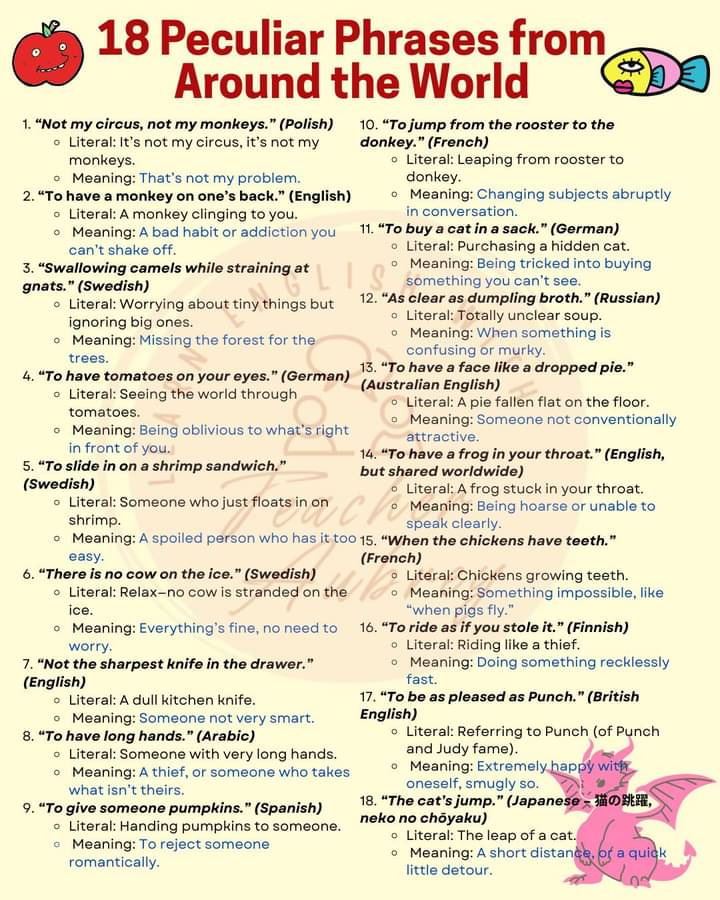 18 Peculiar Phrases from
Around the World
1. “Not my circus, not my monkeys.” (Polish)
Literal: It’s not my circus, it’s not my
monkeys.
Meaning: That’s not my problem.
2. “To have a monkey on one’s back.” (English)
Literal: A monkey clinging to you.
Meaning: A bad habit or addiction you
can’t shake off.
3. “Swallowing camels while straining at
gnats.” (Swedish)
Literal: Worrying about tiny things but
ignoring big ones.
Meaning: Missing the forest for the
trees.
4. “To have tomatoes on your eyes.” (German)
Literal: Seeing the world through
tomatoes.
Meaning: Being oblivious to what’s right
in front of you.
5. “To slide in on a shrimp sandwich.”
(Swedish)
Literal: Someone who just floats in on
shrimp.
Meaning: A spoiled person who has it too
easy.
6. “There is no cow on the ice.” (Swedish)
Literal: Relax—no cow is stranded on the
ice.
Meaning: Everything’s fine, no need to
worry.
7. “Not the sharpest knife in the drawer.”
(English)
Literal: A dull kitchen knife.
Meaning: Someone not very smart.
8. “To have long hands.” (Arabic)
Literal: Someone with very long hands.
Meaning: A thief, or someone who takes
what isn’t theirs.
9. “To give someone pumpkins.” (Spanish)
Literal: Handing pumpkins to someone.
Meaning: To reject someone
romantically.
10. “To jump from the rooster to the
donkey.” (French)
Literal: Leaping from rooster to
donkey.
Meaning: Changing subjects abruptly
in conversation.
11. “To buy a cat in a sack.” (German)
Literal: Purchasing a hidden cat.
Meaning: Being tricked into buying
something you can’t see.
12. “As clear as dumpling broth.” (Russian)
Literal: Totally unclear soup.
Meaning: When something is
confusing or murky.
13. “To have a face like a dropped pie.”
(Australian English)
Literal: A pie fallen flat on the floor.
Meaning: Someone not conventionally
attractive.
14. “To have a frog in your throat.” (English,
but shared worldwide)
Literal: A frog stuck in your throat.
Meaning: Being hoarse or unable to
speak clearly.
15. “When the chickens have teeth.”
(French)
Literal: Chickens growing teeth.
Meaning: Something impossible, like
“when pigs fly.”
16. “To ride as if you stole it.” (Finnish)
Literal: Riding like a thief.
Meaning: Doing something recklessly
fast.
17. “To be as pleased as Punch.” (British
English)
Literal: Referring to Punch (of Punch
and Judy fame).
Meaning: Extremely happy with
oneself, smugly so.
18. “The cat’s jump.” (Japanese – 猫の跳躍,
neko no chōyaku)
Literal: The leap of a cat.
Meaning: A short distance, or a quick
little detour.
LEARN ENGLISH WITH
Teacher
Aubrey